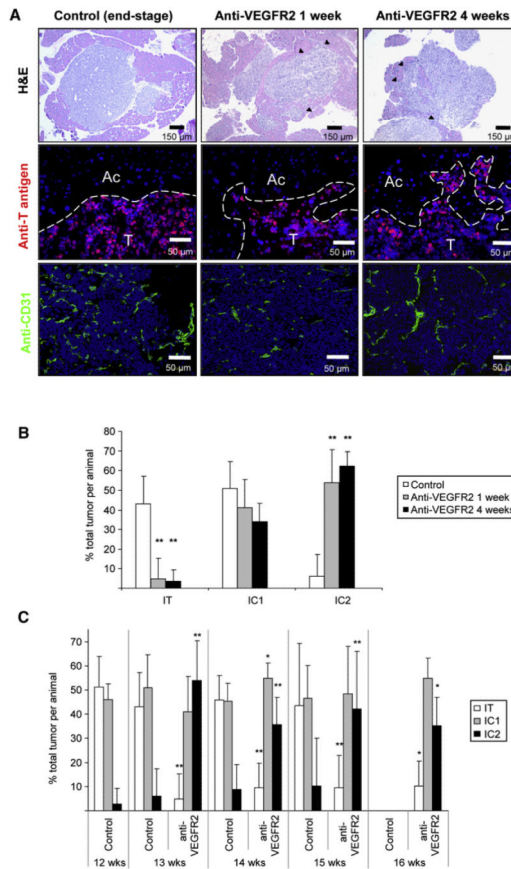 A
Control (end-stage)
Anti-VEGFR2 1 week
Anti-VEGFR2 4 weeks
H&E
150 µm
150 µm
150 µm
Anti-T antigen
Ac
T
50 µm
Ac
T
50 µm
Ac
T
50 µm
Anti-CD31
50 µm
50 µm
50 µm
B
% total tumor per animal
80
70
60
50
40
30
20
10
** **
** **
IT
IC1
IC2
Control
Anti-VEGFR2 1 week
Anti-VEGFR2 4 weeks
C
% total tumor per animal
70
60
50
40
30
20
10
**
**
**
*
**
**
**
*
*
IT
IC1
IC2
Control
Control
anti-VEGFR2
Control
anti-VEGFR2
Control
anti-VEGFR2
Control
anti-VEGFR2
12 wks
13 wks
14 wks
15 wks
16 wks